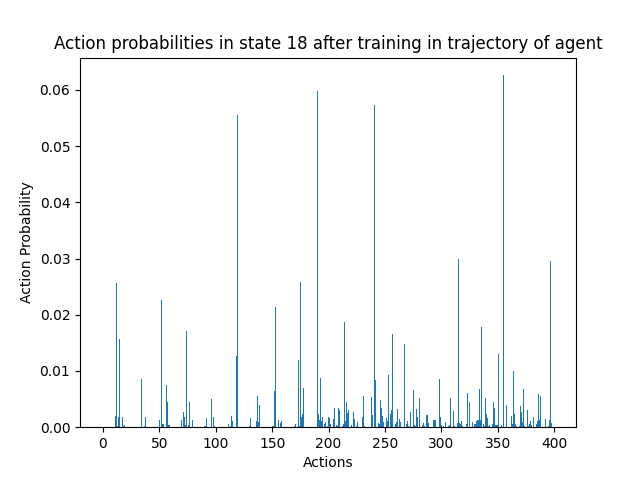 Action probabilities in state 18 after training in trajectory of agent
0.06
0.05
0.04
0.03
0.02
0.01
0.00
Action Probability
0 50 100 150 200 250 300 350 400
Actions